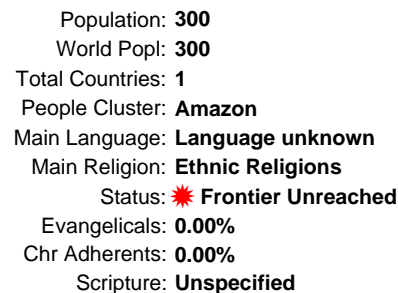 Population: 300
World Popl: 300
Total Countries: 1
People Cluster: Amazon
Main Language: Language unknown
Main Religion: Ethnic Religions
Status: Frontier Unreached
Evangelicals: 0.00%
Chr Adherents: 0.00%
Scripture: Unspecified